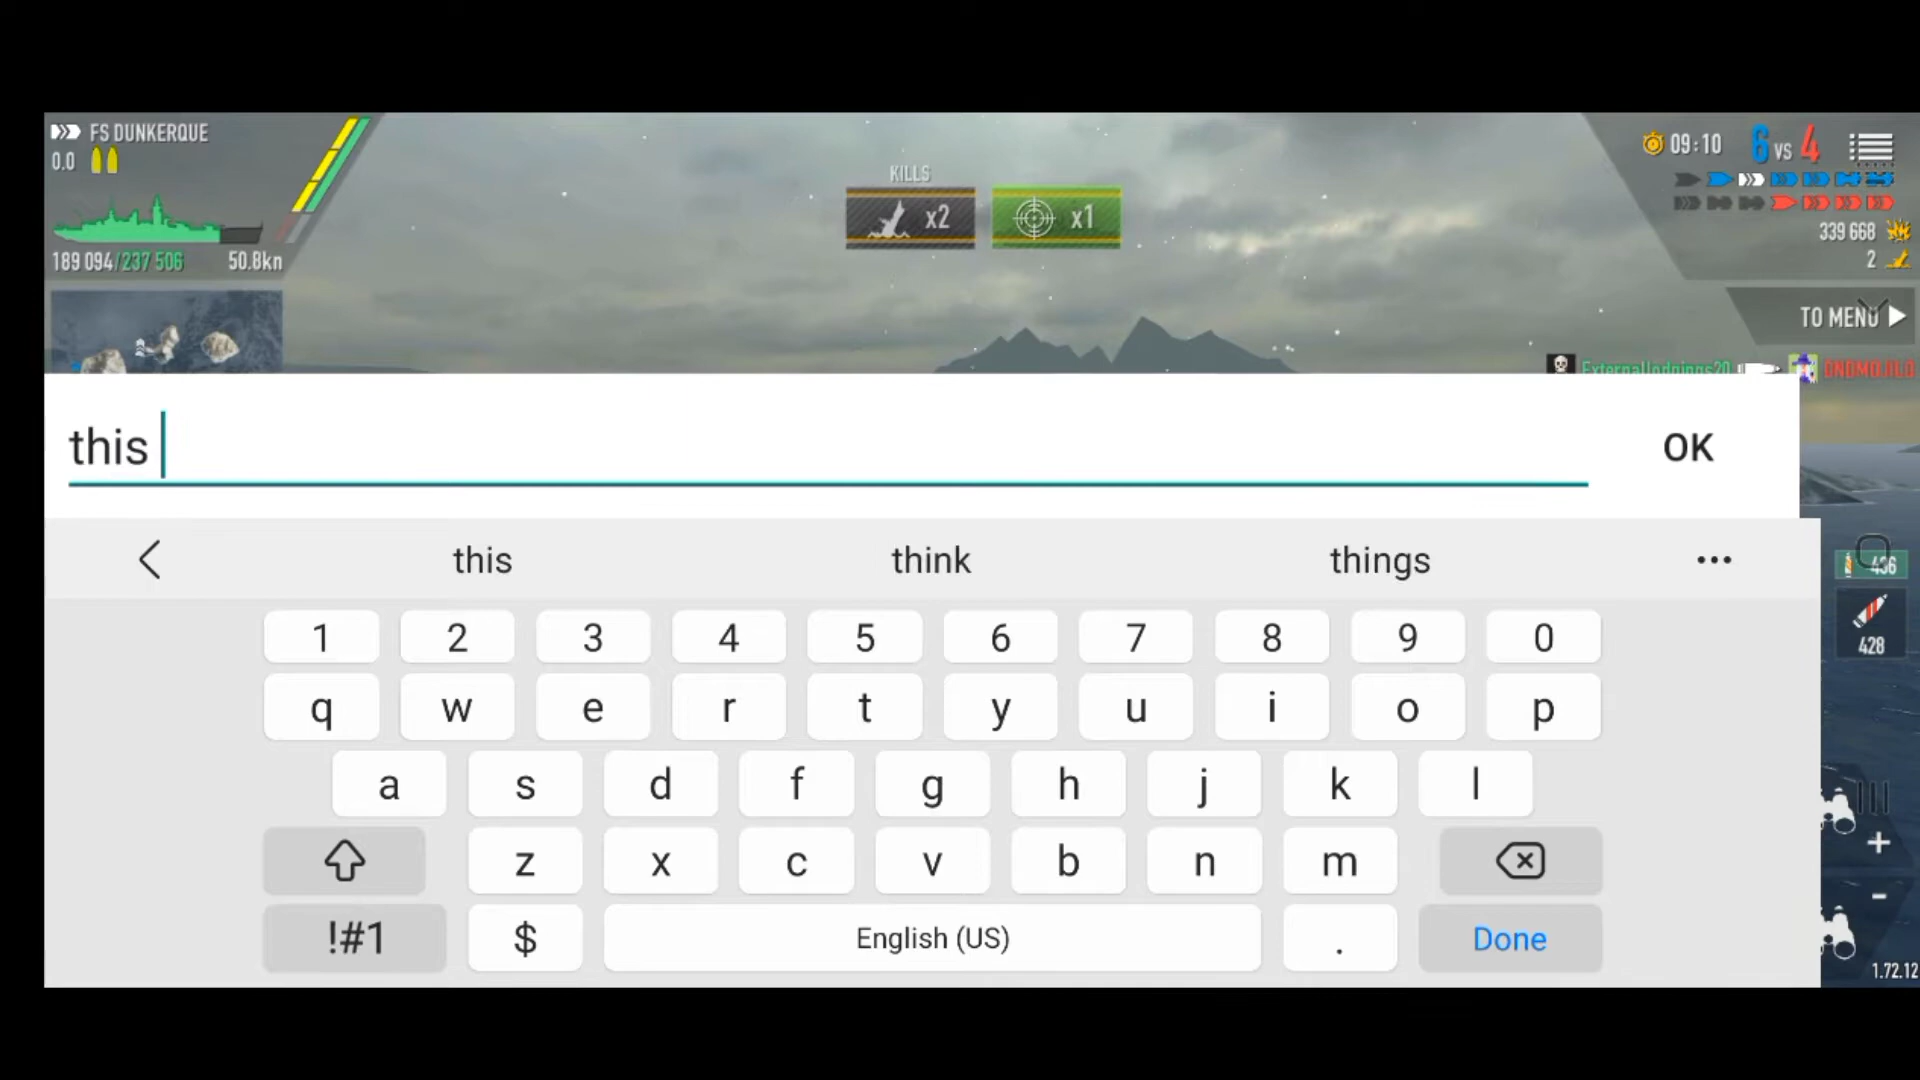 FS DUNKERQUE
0.0
189 094/237 506 50.8kn
KILLS
x2 x1
09:10 6 VS 4
339 668
2
TO MENU
ExternalLodgings20
this
OK
this think things
1 2 3 4 5 6 7 8 9 0
q w e r t y u i o p
a s d f g h j k l
z x c v b n m
!#1 $ English (US) . Done
436
428
+
-
1.72.12